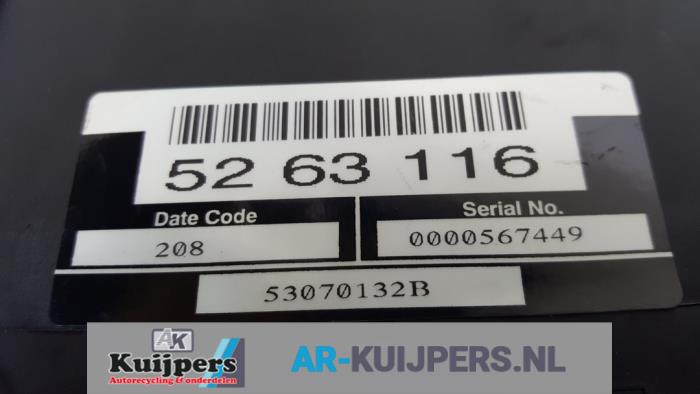 52 63 116
Date Code
Serial No.
208
0000567449
53070132B
AK
Kuijpers
Autorecycling & onderdelen
AR-KUIJPERS.NL